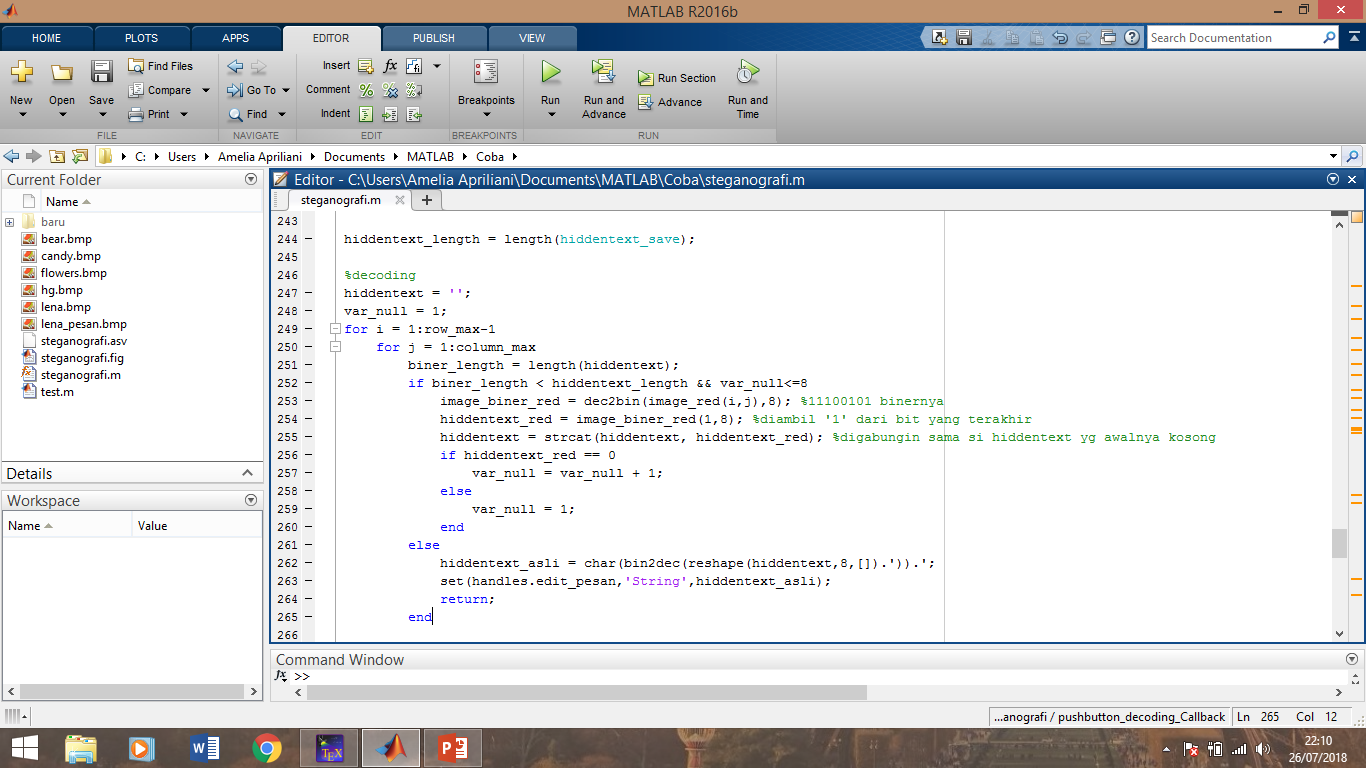 MATLAB R2016b
HOME PLOTS APPS EDITOR PUBLISH VIEW
Search Documentation
New Open Save Find Files Compare Print
Go To Find
Insert fx
Comment
Indent
Breakpoints
Run Run and Advance Run Section Advance Run and Time
FILE NAVIGATE EDIT BREAKPOINTS RUN
C: Users Amelia Apriliani Documents MATLAB Coba
Current Folder
Name
baru
bear.bmp
candy.bmp
flowers.bmp
hg.bmp
lena.bmp
lena_pesan.bmp
steganografi.asv
steganografi.fig
steganografi.m
test.m
Details
Workspace
Name Value
Editor - C:\Users\Amelia Apriliani\Documents\MATLAB\Coba\steganografi.m
steganografi.m
243
244 – hiddentext_length = length(hiddentext_save);
245
246 %decoding
247 – hiddentext = '';
248 – var_null = 1;
249 – for i = 1:row_max-1
250 – for j = 1:column_max
251 – biner_length = length(hiddentext);
252 – if biner_length < hiddentext_length && var_null<=8
253 – image_biner_red = dec2bin(image_red(i,j),8); %11100101 binernya
254 – hiddentext_red = image_biner_red(1,8); %diambil '1' dari bit yang terakhir
255 – hiddentext = strcat(hiddentext, hiddentext_red); %digabungin sama si hiddentext yg awalnya kosong
256 – if hiddentext_red == 0
257 – var_null = var_null + 1;
258 – else
259 – var_null = 1;
260 – end
261 – else
262 – hiddentext_asli = char(bin2dec(reshape(hiddentext,8,[]).')).';
263 – set(handles.edit_pesan,'String',hiddentext_asli);
264 – return;
265 – end
266
Command Window
fx >>
...anografi / pushbutton_decoding_Callback Ln 265 Col 12
TEX
22:10
26/07/2018